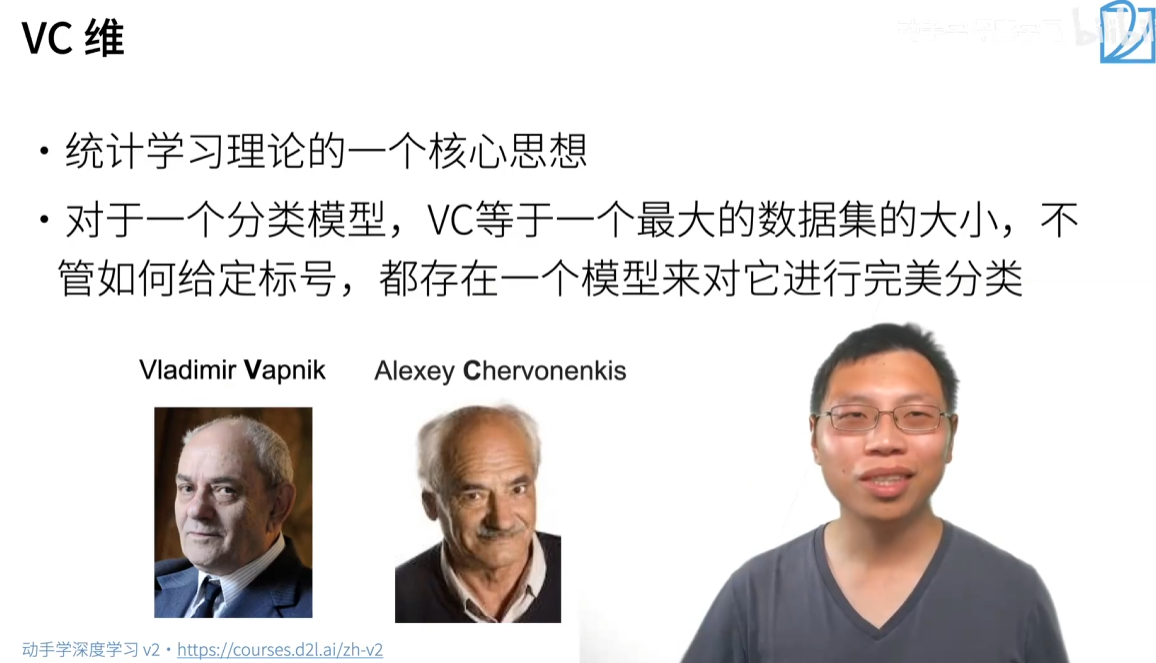 VC 维
bilibili
• 统计学习理论的一个核心思想
• 对于一个分类模型，VC等于一个最大的数据集的大小，不
管如何给定标号，都存在一个模型来对它进行完美分类
Vladimir Vapnik Alexey Chervonenkis
动手学深度学习 v2 • https://courses.d2l.ai/zh-v2